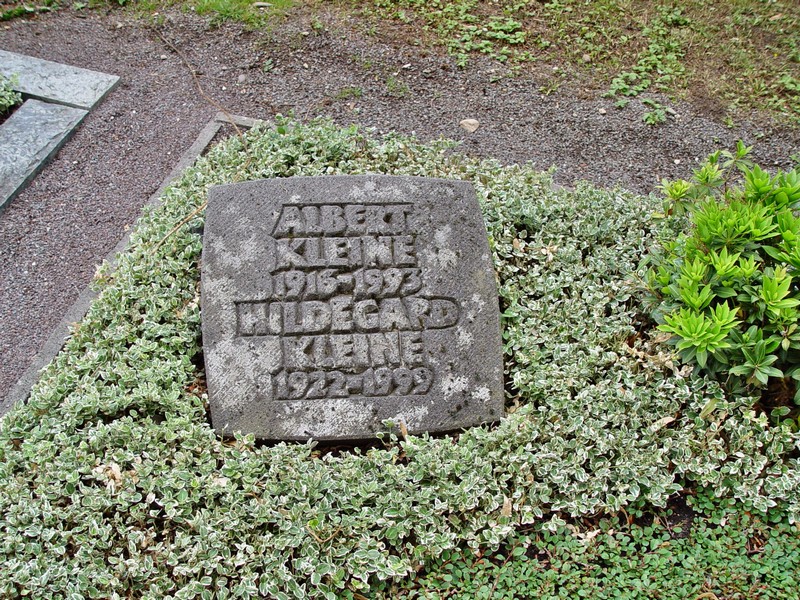 ALBERT
KLEINE
1916-1993
HILDEGARD
KLEINE
1922-1999